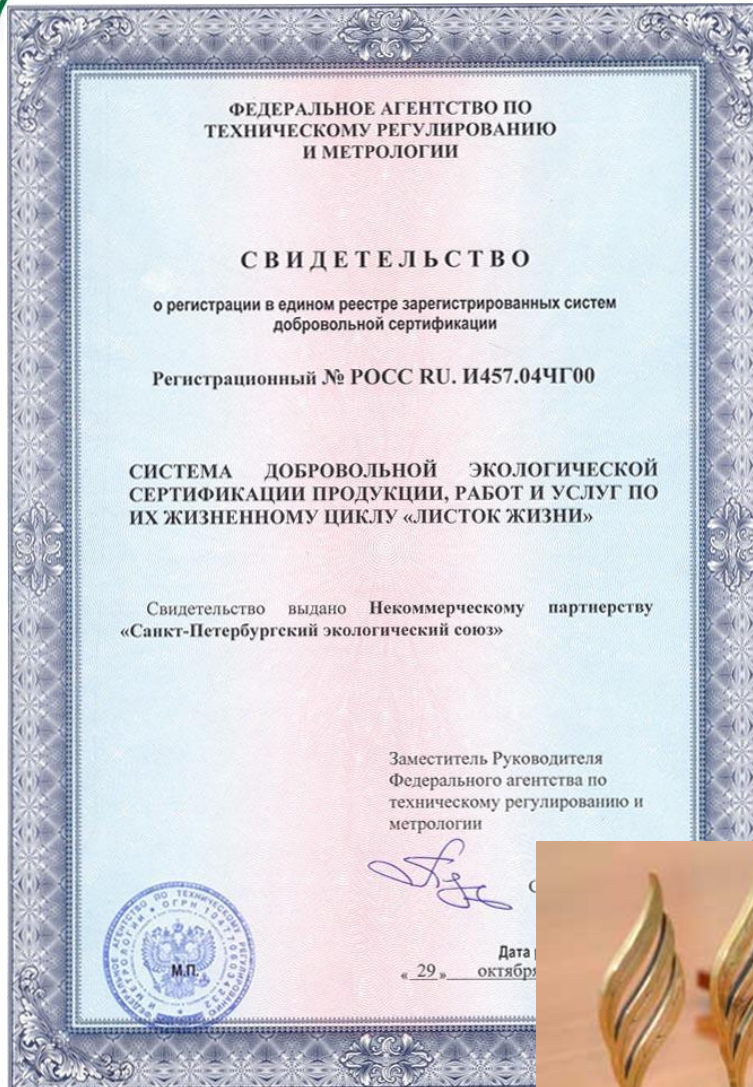 ФЕДЕРАЛЬНОЕ АГЕНТСТВО ПО
ТЕХНИЧЕСКОМУ РЕГУЛИРОВАНИЮ
И МЕТРОЛОГИИ
СВИДЕТЕЛЬСТВО
о регистрации в едином реестре зарегистрированных систем
добровольной сертификации
Регистрационный № РОСС RU. И457.04ЧГ00
СИСТЕМА ДОБРОВОЛЬНОЙ ЭКОЛОГИЧЕСКОЙ
СЕРТИФИКАЦИИ ПРОДУКЦИИ, РАБОТ И УСЛУГ ПО
ИХ ЖИЗНЕННОМУ ЦИКЛУ «ЛИСТОК ЖИЗНИ»
Свидетельство выдано Некоммерческому партнерству
«Санкт-Петербургский экологический союз»
Заместитель Руководителя
Федерального агентства по
техническому регулированию и
метрологии
М.П.
Дата
« 29 » октября